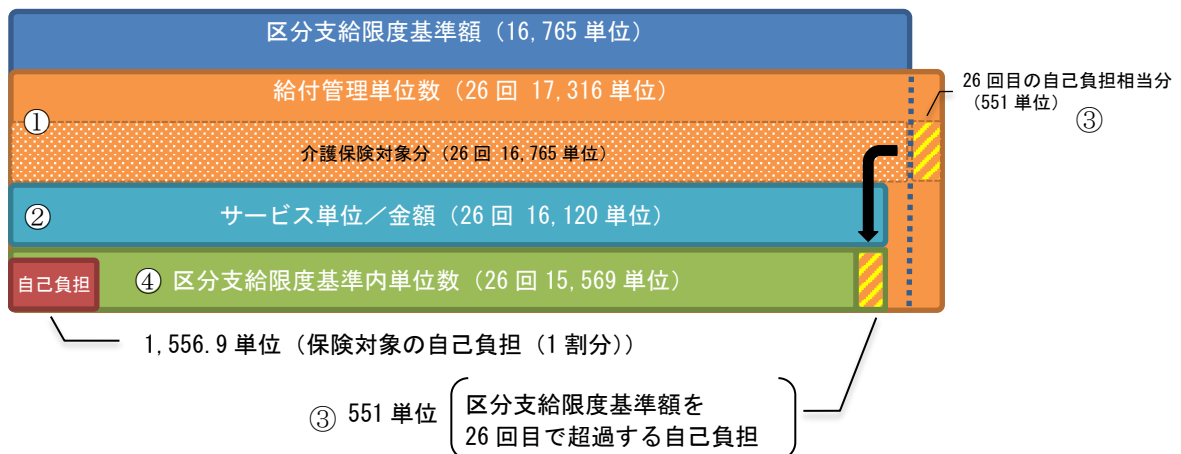 区分支給限度基準額（16,765 単位）
給付管理単位数（26 回 17,316 単位）
26 回目の自己負担相当分
（551 単位）
③
①
介護保険対象分（26 回 16,765 単位）
② サービス単位／金額（26 回 16,120 単位）
自己負担
④ 区分支給限度基準内単位数（26 回 15,569 単位）
1,556.9 単位（保険対象の自己負担（1 割分））
③ 551 単位
区分支給限度基準額を
26 回目で超過する自己負担